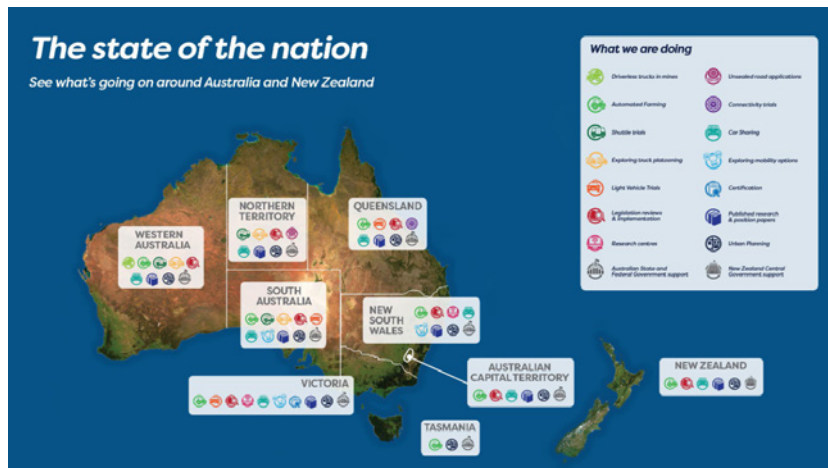 The state of the nation
See what's going on around Australia and New Zealand
What we are doing
Driverless trucks in mines
Unsealed road applications
Automated Farming
Connectivity trials
Shuttle trials
Car Sharing
Exploring truck platooning
Exploring mobility options
Light Vehicle Trials
Certification
Legislation reviews
& implementation
Published research
& position papers
Research centres
Urban Planning
Australian State and
Federal Government support
New Zealand Central
Government support
WESTERN
AUSTRALIA
NORTHERN
TERRITORY
QUEENSLAND
SOUTH
AUSTRALIA
NEW
SOUTH
WALES
VICTORIA
AUSTRALIAN
CAPITAL TERRITORY
NEW ZEALAND
TASMANIA